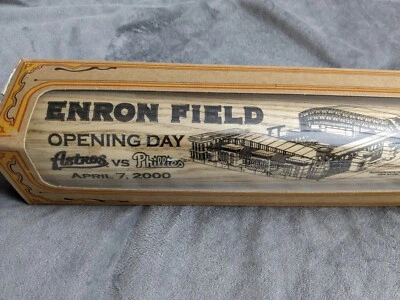 ENRON FIELD
OPENING DAY
Astros VS Phillies
APRIL 7, 2000